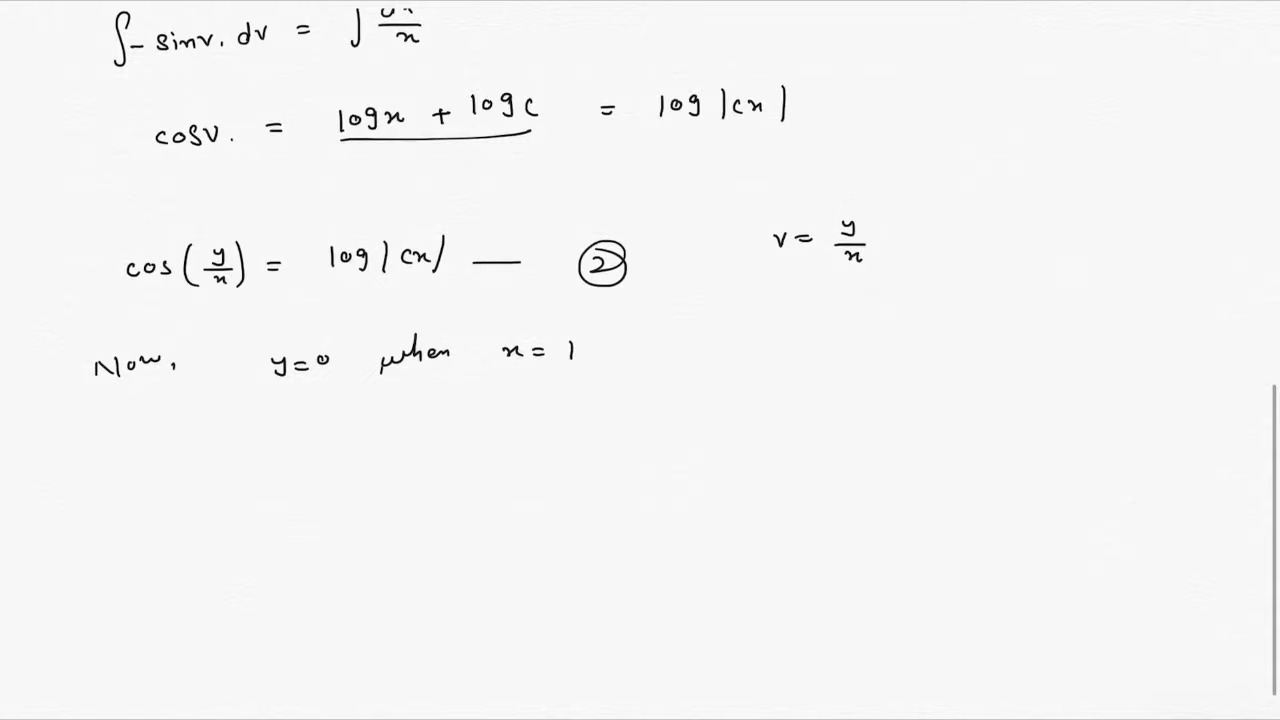 ∫- sinv. dv = ∫ dx/x
cosv. = logx + logc = log|cx|
v = y/x
cos(y/x) = log|cx| — ②
Now, y=0 when x = 1